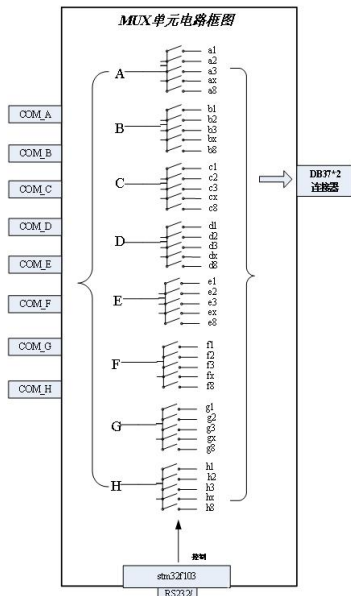 MUX单元电路框图
A
a1
a2
a3
ax
a8
COM_A
B
b1
b2
b3
bx
b8
COM_B
C
c1
c2
c3
cx
c8
COM_C
DB37*2
连接器
D
d1
d2
d3
dx
d8
COM_D
COM_E
E
e1
e2
e3
ex
e8
COM_F
F
f1
f2
f3
fx
f8
COM_G
G
g1
g2
g3
gx
g8
COM_H
H
h1
h2
h3
hx
h8
控制
stm32f103
RS232/